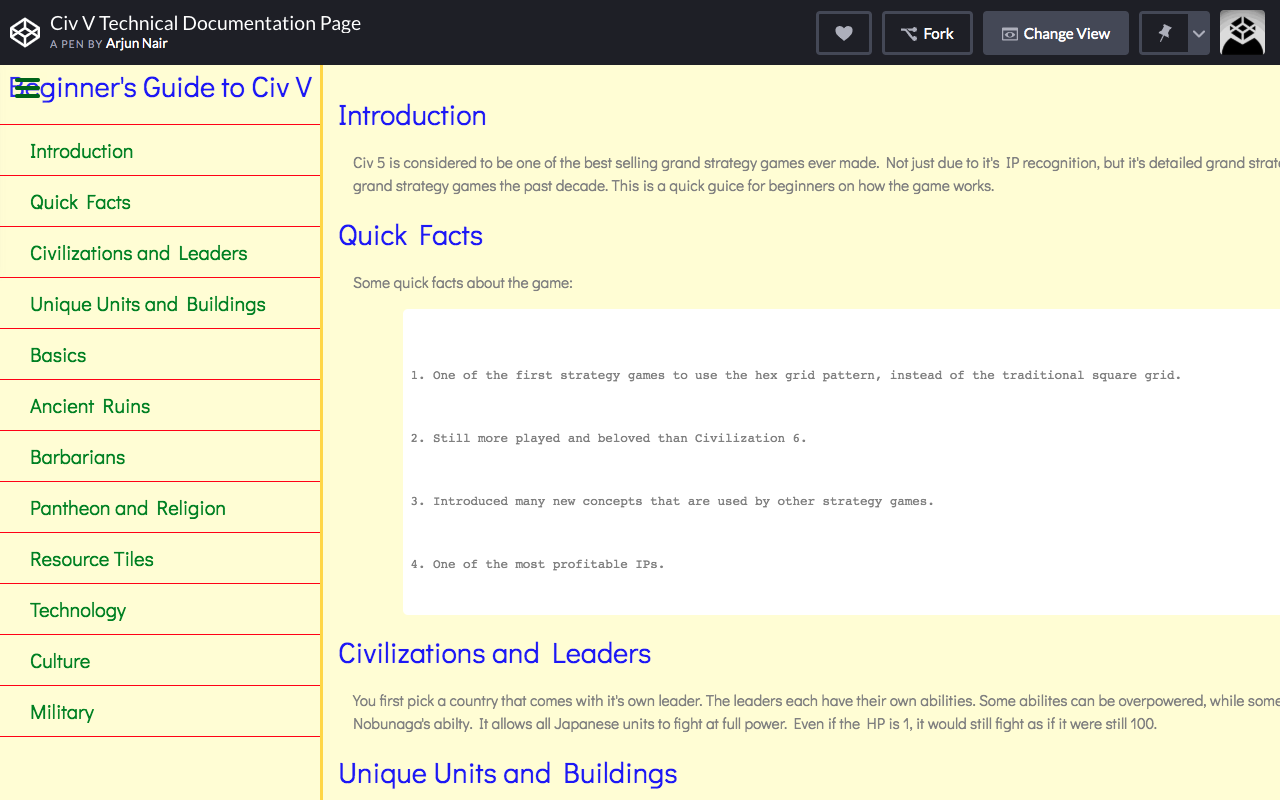 Civ V Technical Documentation Page
A PEN BY Arjun Nair
Fork
Change View
Beginner's Guide to Civ V
Introduction
Quick Facts
Civilizations and Leaders
Unique Units and Buildings
Basics
Ancient Ruins
Barbarians
Pantheon and Religion
Resource Tiles
Technology
Culture
Military
Introduction
Civ 5 is considered to be one of the best selling grand strategy games ever made. Not just due to it's IP recognition, but it's detailed grand strat
grand strategy games the past decade. This is a quick guice for beginners on how the game works.
Quick Facts
Some quick facts about the game:
1. One of the first strategy games to use the hex grid pattern, instead of the traditional square grid.
2. Still more played and beloved than Civilization 6.
3. Introduced many new concepts that are used by other strategy games.
4. One of the most profitable IPs.
Civilizations and Leaders
You first pick a country that comes with it's own leader. The leaders each have their own abilities. Some abilites can be overpowered, while some
Nobunaga's abilty. It allows all Japanese units to fight at full power. Even if the HP is 1, it would still fight as if it were still 100.
Unique Units and Buildings